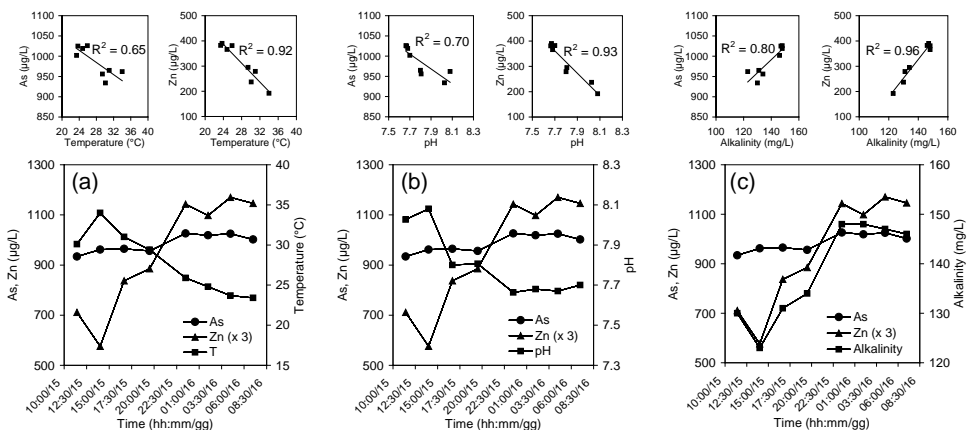 As (µg/L)
1100
1050
1000
950
900
850
R² = 0.65
20 24 28 32 36 40
Temperature (°C)
Zn (µg/L)
500
400
300
200
100
R² = 0.92
20 24 28 32 36 40
Temperature (°C)
As (µg/L)
1100
1050
1000
950
900
850
R² = 0.70
7.5 7.7 7.9 8.1 8.3
pH
Zn (µg/L)
500
400
300
200
100
R² = 0.93
7.5 7.7 7.9 8.1 8.3
pH
As (µg/L)
1100
1050
1000
950
900
850
R² = 0.80
100 120 140 160
Alkalinity (mg/L)
Zn (µg/L)
500
400
300
200
100
R² = 0.96
100 120 140 160
Alkalinity (mg/L)
(a)
As, Zn (µg/L)
1300
1100
900
700
500
Temperature (°C)
40
35
30
25
20
15
As
Zn (x 3)
T
10:00/15 12:30/15 15:00/15 17:30/15 20:00/15 22:30/15 01:00/16 03:30/16 06:00/16 08:30/16
Time (hh:mm/gg)
(b)
As, Zn (µg/L)
1300
1100
900
700
500
pH
8.3
8.1
7.9
7.7
7.5
7.3
As
Zn (x 3)
pH
10:00/15 12:30/15 15:00/15 17:30/15 20:00/15 22:30/15 01:00/16 03:30/16 06:00/16 08:30/16
Time (hh:mm/gg)
(c)
As, Zn (µg/L)
1300
1100
900
700
500
Alkalinity (mg/L)
160
150
140
130
120
As
Zn (x 3)
Alkalinity
10:00/15 12:30/15 15:00/15 17:30/15 20:00/15 22:30/15 01:00/16 03:30/16 06:00/16 08:30/16
Time (hh:mm/gg)